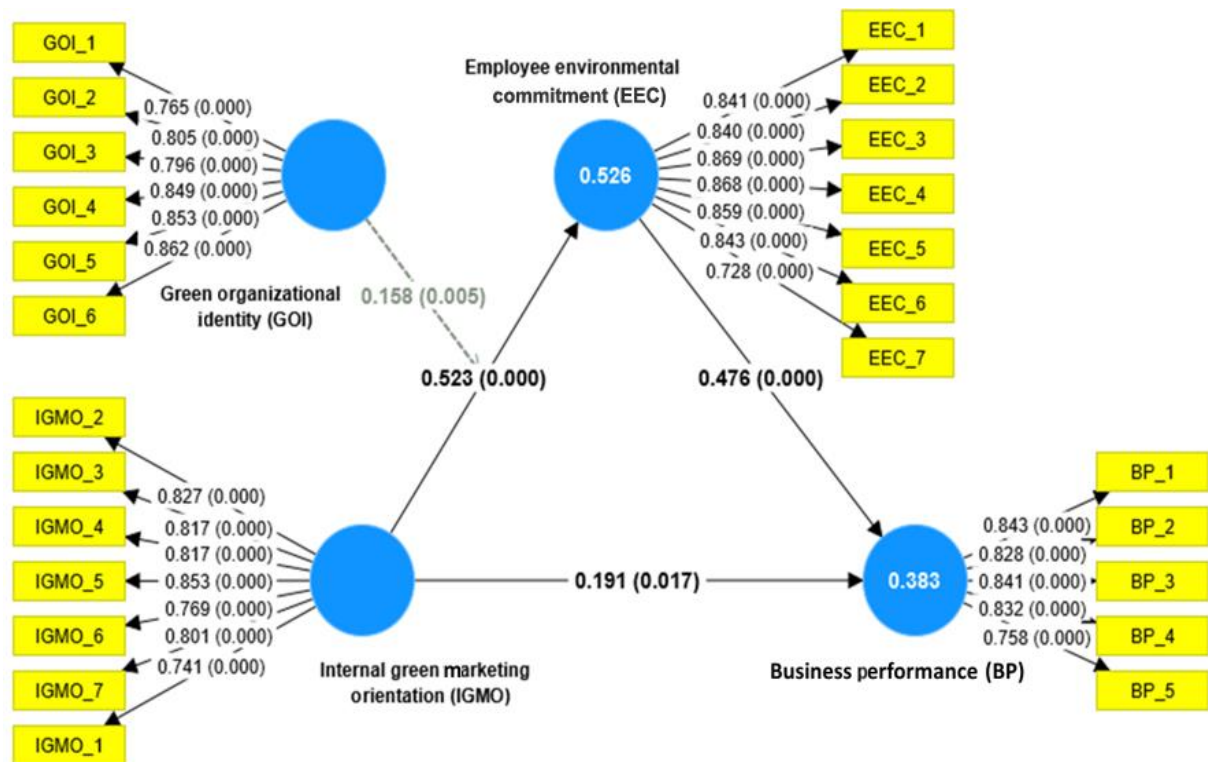 GOI_1
GOI_2
GOI_3
GOI_4
GOI_5
GOI_6
0.765 (0.000)
0.805 (0.000)
0.796 (0.000)
0.849 (0.000)
0.853 (0.000)
0.862 (0.000)
Green organizational
identity (GOI)
0.158 (0.005)
Employee environmental
commitment (EEC)
0.526
0.841 (0.000)
0.840 (0.000)
0.869 (0.000)
0.868 (0.000)
0.859 (0.000)
0.843 (0.000)
0.728 (0.000)
EEC_1
EEC_2
EEC_3
EEC_4
EEC_5
EEC_6
EEC_7
0.523 (0.000)
0.476 (0.000)
IGMO_2
IGMO_3
IGMO_4
IGMO_5
IGMO_6
IGMO_7
IGMO_1
0.827 (0.000)
0.817 (0.000)
0.817 (0.000)
0.853 (0.000)
0.769 (0.000)
0.801 (0.000)
0.741 (0.000)
Internal green marketing
orientation (IGMO)
0.191 (0.017)
0.383
Business performance (BP)
0.843 (0.000)
0.828 (0.000)
0.841 (0.000)
0.832 (0.000)
0.758 (0.000)
BP_1
BP_2
BP_3
BP_4
BP_5